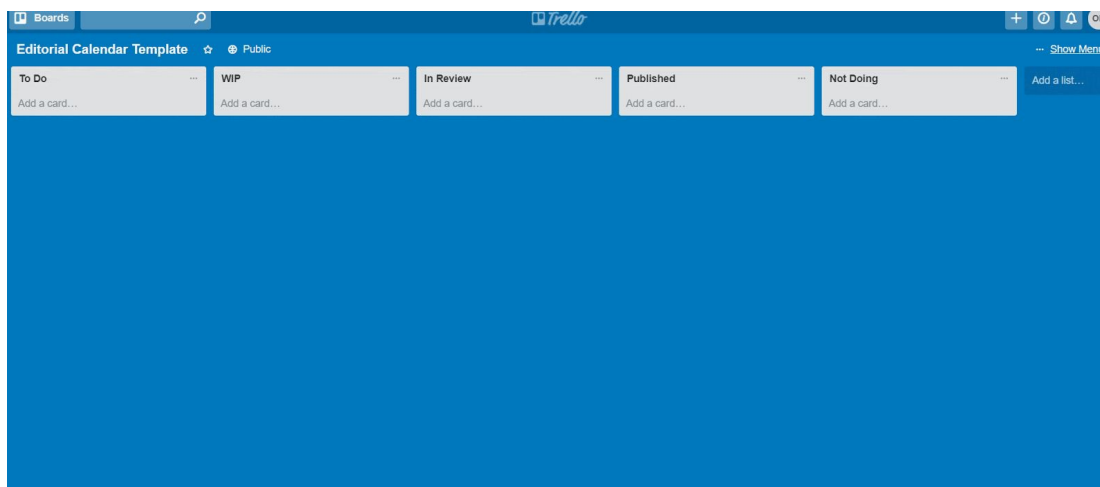 Boards
Trello
Editorial Calendar Template Public ... Show Menu
To Do ...
Add a card...
WIP ...
Add a card...
In Review ...
Add a card...
Published ...
Add a card...
Not Doing ...
Add a card...
Add a list...